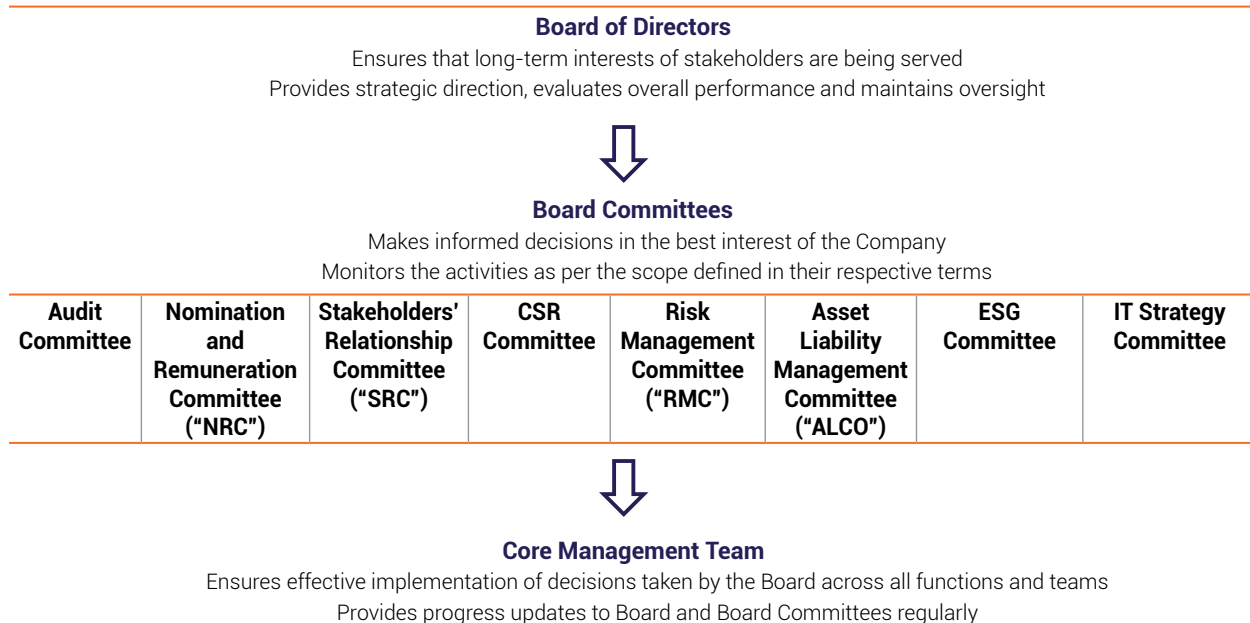 Board of Directors
Ensures that long-term interests of stakeholders are being served
Provides strategic direction, evaluates overall performance and maintains oversight
Board Committees
Makes informed decisions in the best interest of the Company
Monitors the activities as per the scope defined in their respective terms
Audit
Committee
Nomination
and
Remuneration
Committee
(“NRC”)
Stakeholders’
Relationship
Committee
(“SRC”)
CSR
Committee
Risk
Management
Committee
(“RMC”)
Asset
Liability
Management
Committee
(“ALCO”)
ESG
Committee
IT Strategy
Committee
Core Management Team
Ensures effective implementation of decisions taken by the Board across all functions and teams
Provides progress updates to Board and Board Committees regularly